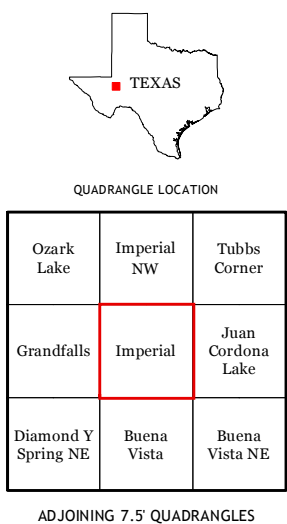 TEXAS
QUADRANGLE LOCATION
Ozark
Lake
Imperial
NW
Tubbs
Corner
Grandfalls
Imperial
Juan
Cordona
Lake
Diamond Y
Spring NE
Buena
Vista
Buena
Vista NE
ADJOINING 7.5' QUADRANGLES